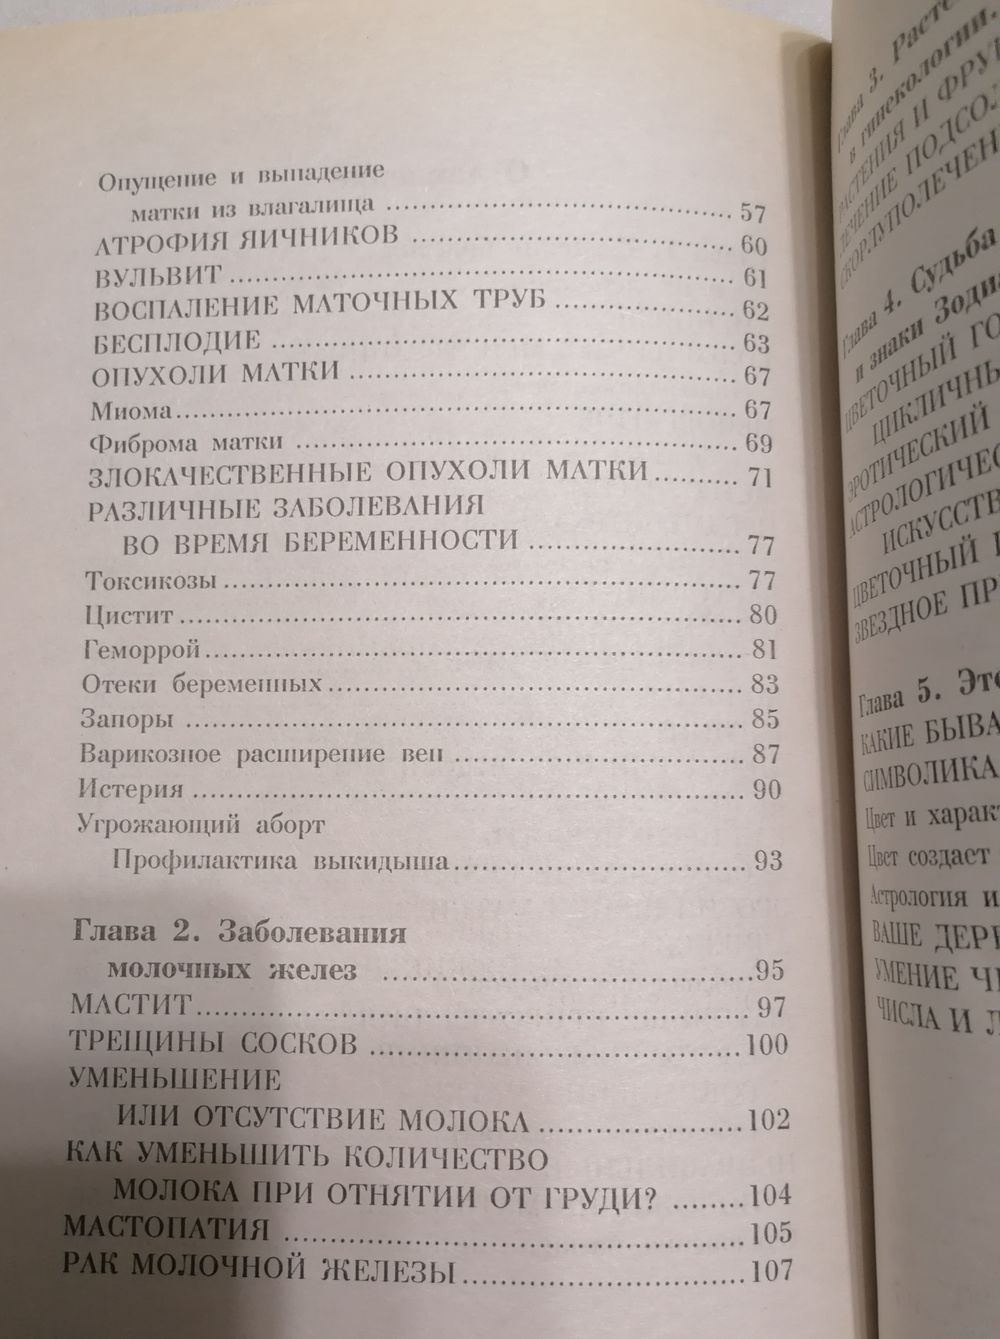 Опущение и выпадение
матки из влагалища ........ 57
АТРОФИЯ ЯИЧНИКОВ ........ 60
ВУЛЬВИТ ........ 61
ВОСПАЛЕНИЕ МАТОЧНЫХ ТРУБ ........ 62
БЕСПЛОДИЕ ........ 63
ОПУХОЛИ МАТКИ ........ 67
Миома ........ 67
Фиброма матки ........ 69
ЗЛОКАЧЕСТВЕННЫЕ ОПУХОЛИ МАТКИ ........ 71
РАЗЛИЧНЫЕ ЗАБОЛЕВАНИЯ
ВО ВРЕМЯ БЕРЕМЕННОСТИ ........ 77
Токсикозы ........ 77
Цистит ........ 80
Геморрой ........ 81
Отеки беременных ........ 83
Запоры ........ 85
Варикозное расширение вен ........ 87
Истерия ........ 90
Угрожающий аборт
Профилактика выкидыша ........ 93
Глава 2. Заболевания
молочных желез ........ 95
МАСТИТ ........ 97
ТРЕЩИНЫ СОСКОВ ........ 100
УМЕНЬШЕНИЕ
ИЛИ ОТСУТСТВИЕ МОЛОКА ........ 102
КАК УМЕНЬШИТЬ КОЛИЧЕСТВО
МОЛОКА ПРИ ОТНЯТИИ ОТ ГРУДИ? ........ 104
МАСТОПАТИЯ ........ 105
РАК МОЛОЧНОЙ ЖЕЛЕЗЫ ........ 107
Глава 3.
в гинекологии.
РАСТЕНИЯ И
ЛЕЧЕНИЕ
Глава 4. Судьба
и знаки
ЦВЕТОЧНЫЙ
ЭРОТИЧЕСКИЙ
ЦВЕТОЧНЫЙ
ЗВЕЗДНОЕ
Глава 5.
КАКИЕ
СИМВОЛИКА
Цвет и
Цвет создает
Астрология и
ВАШЕ
УМЕНИЕ
ЧИСЛА И